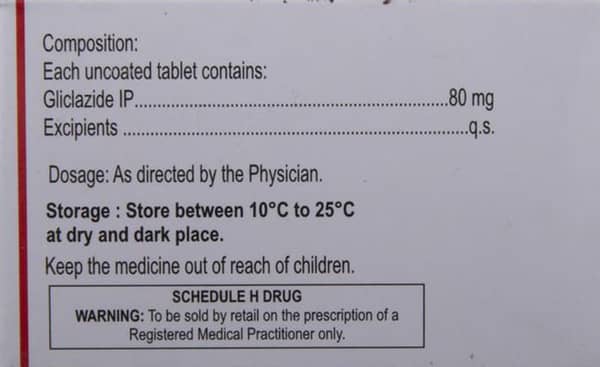 Composition:
Each uncoated tablet contains:
Gliclazide IP..........................................................................80 mg
Excipients ................................................................................q.s.
Dosage: As directed by the Physician.
Storage : Store between 10°C to 25°C
at dry and dark place.
Keep the medicine out of reach of children.
SCHEDULE H DRUG
WARNING: To be sold by retail on the prescription of a
Registered Medical Practitioner only.